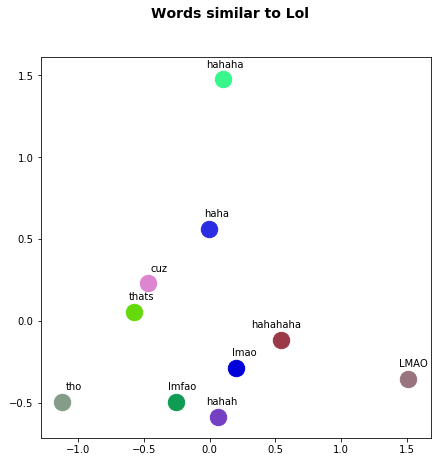 Words similar to Lol
hahaha
1.5
1.0
haha
0.5
cuz
thats
hahahaha
0.0
lmao
LMAO
tho
lmfao
hahah
−0.5
−1.0
−0.5
0.0
0.5
1.0
1.5